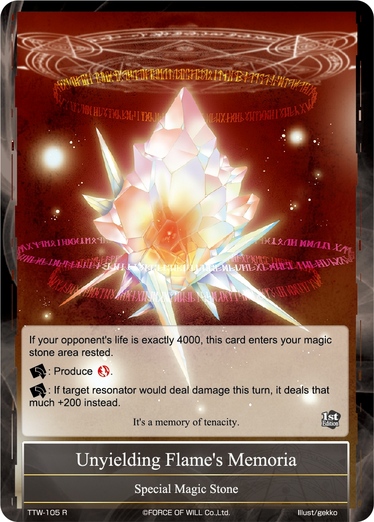 If your opponent's life is exactly 4000, this card enters your magic
stone area rested.
: Produce .
: If target resonator would deal damage this turn, it deals that
much +200 instead.
It's a memory of tenacity.
1st
Edition
Unyielding Flame's Memoria
Special Magic Stone
TTW-105 R
©FORCE OF WILL Co.,Ltd.
Illust/gekko